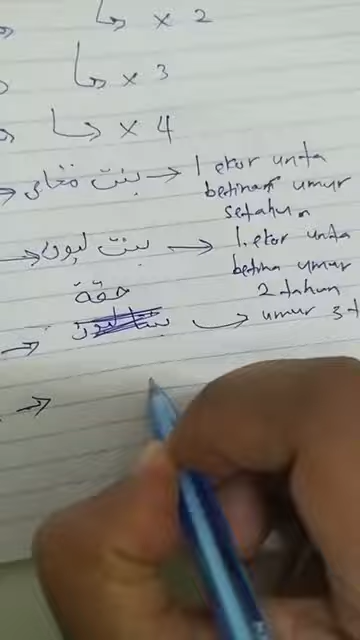 x 2
x 3
x 4
بنت مخاض → 1 ekor unta
betina umur
setahun
بنت لبون → 1 ekor unta
betina umur
2 tahun
حقة
umur 3 t